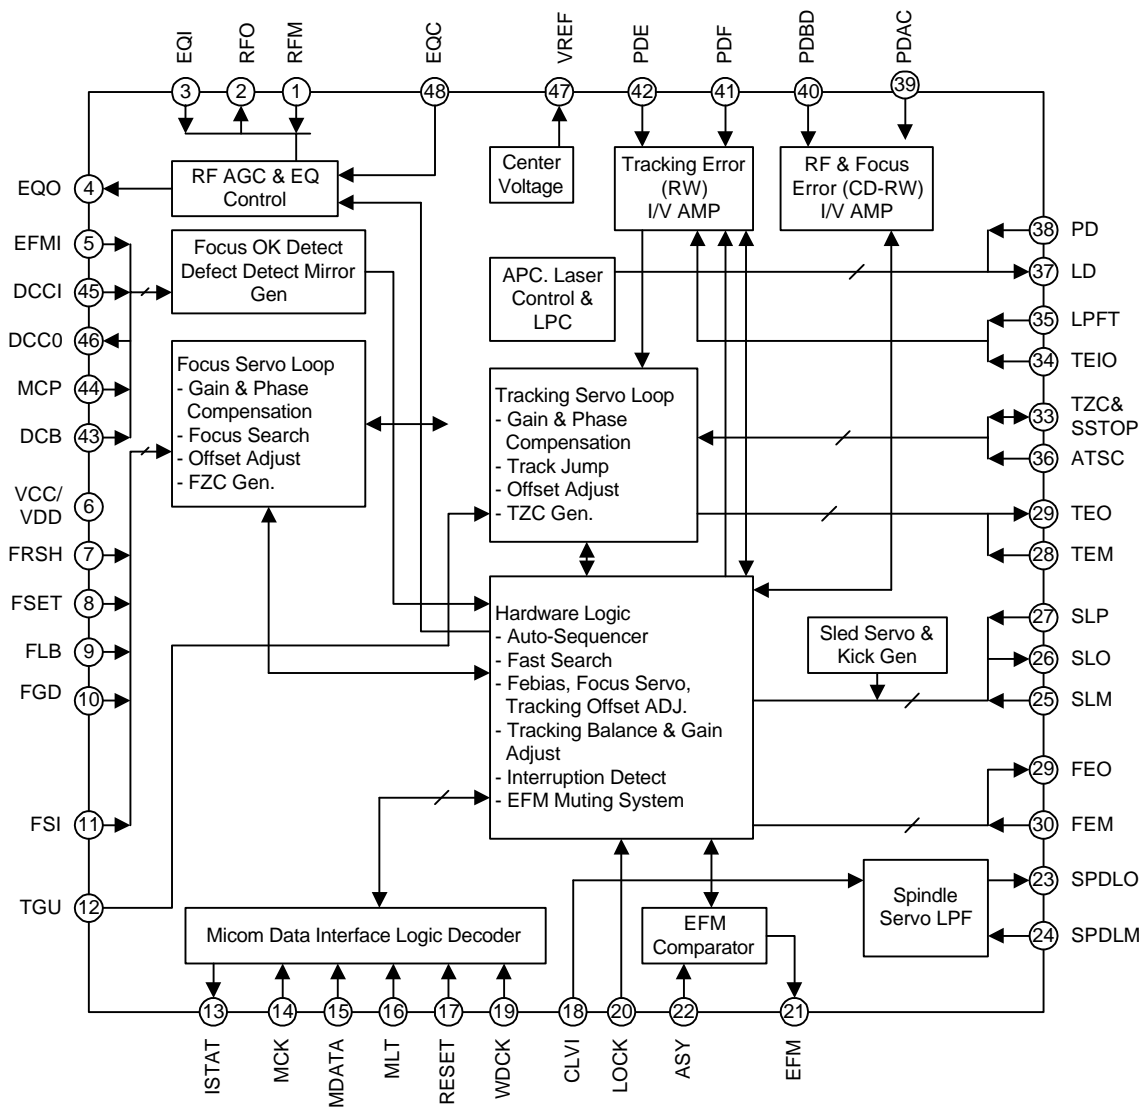 EQI
RFO
RFM
EQC
VREF
PDE
PDF
PDBD
PDAC
3
2
1
48
47
42
41
40
39
EQO
4
RF AGC & EQ
Control
Center
Voltage
Tracking Error
(RW)
I/V AMP
RF & Focus
Error (CD-RW)
I/V AMP
EFMI
5
DCCI
45
DCC0
46
MCP
44
DCB
43
VCC/
VDD
6
FRSH
7
FSET
8
FLB
9
FGD
10
FSI
11
TGU
12
Focus OK Detect
Defect Detect Mirror
Gen
APC. Laser
Control &
LPC
Focus Servo Loop
- Gain & Phase
Compensation
- Focus Search
- Offset Adjust
- FZC Gen.
Tracking Servo Loop
- Gain & Phase
Compensation
- Track Jump
- Offset Adjust
- TZC Gen.
Hardware Logic
- Auto-Sequencer
- Fast Search
- Febias, Focus Servo,
Tracking Offset ADJ.
- Tracking Balance & Gain
Adjust
- Interruption Detect
- EFM Muting System
Sled Servo &
Kick Gen
Spindle
Servo LPF
Micom Data Interface Logic Decoder
EFM
Comparator
38
PD
37
LD
35
LPFT
34
TEIO
33
TZC&
SSTOP
36
ATSC
29
TEO
28
TEM
27
SLP
26
SLO
25
SLM
29
FEO
30
FEM
23
SPDLO
24
SPDLM
13
14
15
16
17
19
18
20
22
21
ISTAT
MCK
MDATA
MLT
RESET
WDCK
CLVI
LOCK
ASY
EFM